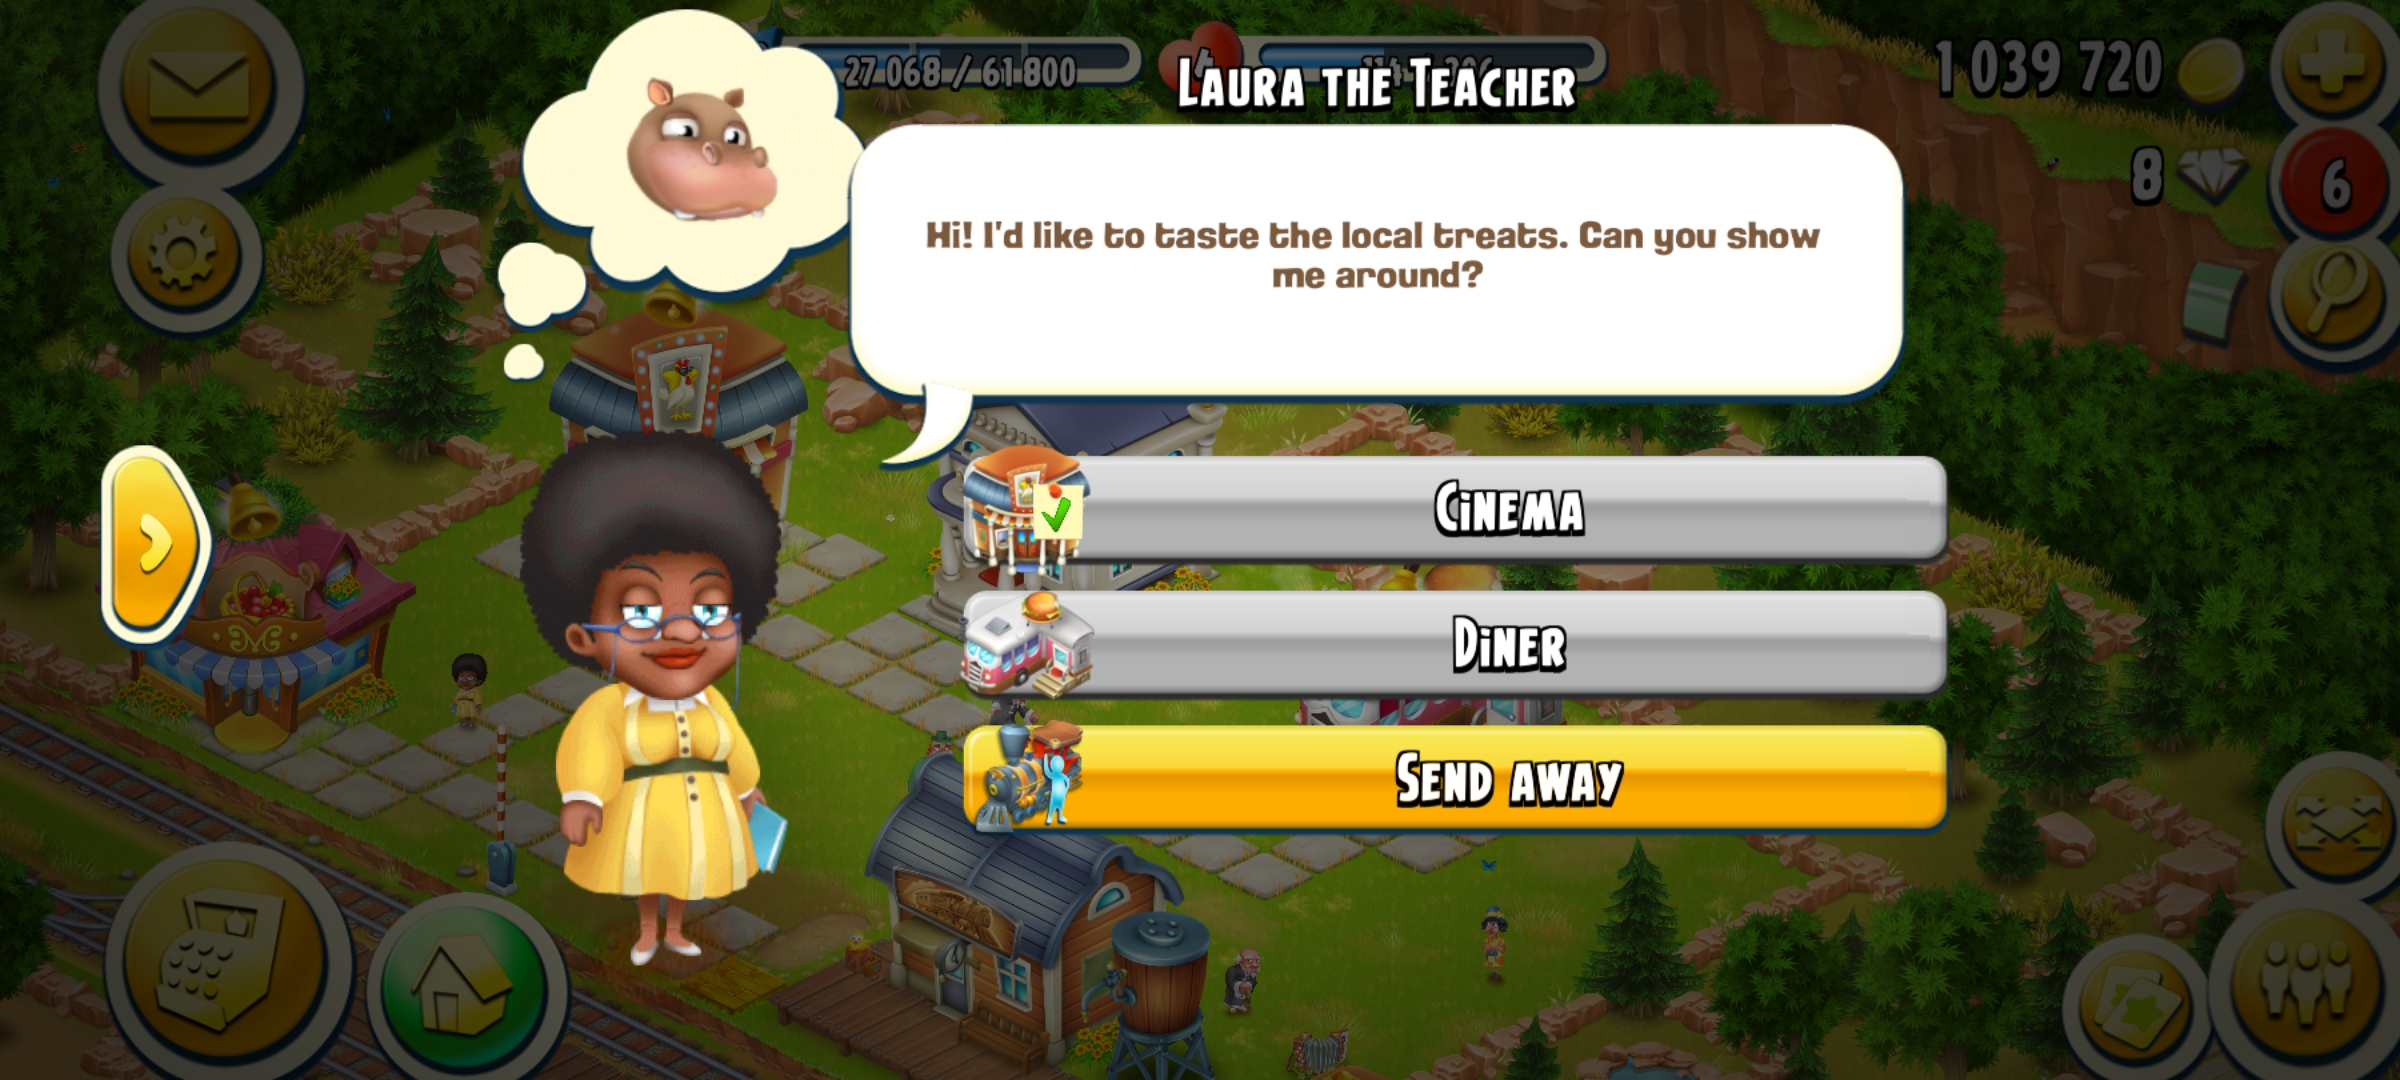 27 068 / 61 800
LAURA THE TEACHER
1 039 720
8
6
Hi! I'd like to taste the local treats. Can you show
me around?
CINEMA
DINER
SEND AWAY